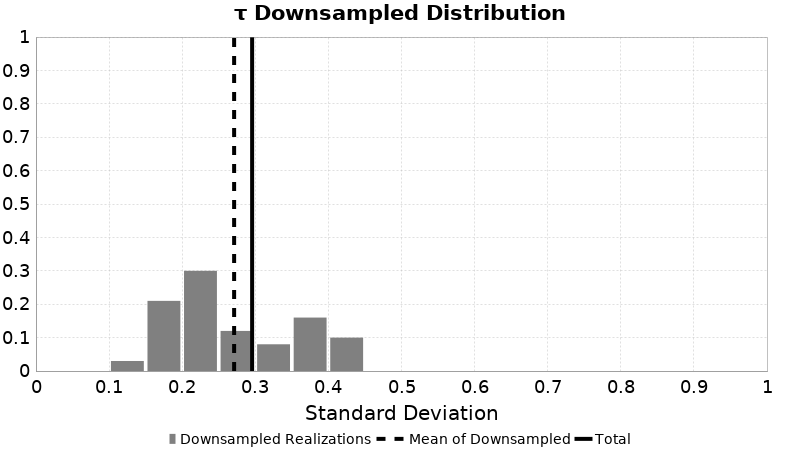 τ Downsampled Distribution
1
0.9
0.8
0.7
0.6
0.5
0.4
0.3
0.2
0.1
0
0 0.1 0.2 0.3 0.4 0.5 0.6 0.7 0.8 0.9 1
Standard Deviation
Downsampled Realizations Mean of Downsampled Total